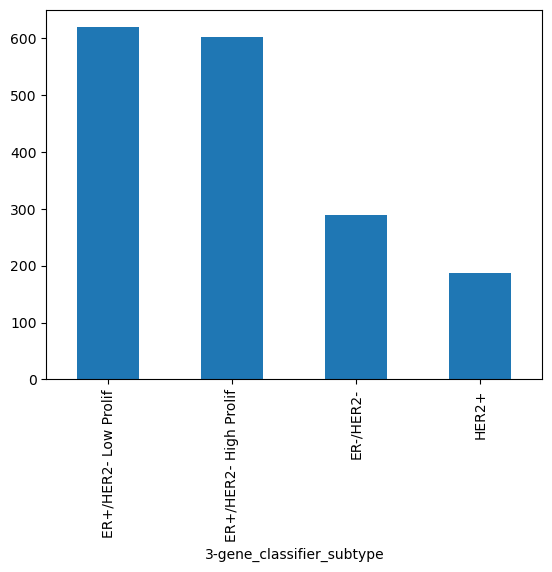 600
500
400
300
200
100
0
ER+/HER2- Low Prolif
ER+/HER2- High Prolif
ER-/HER2-
HER2+
3-gene_classifier_subtype